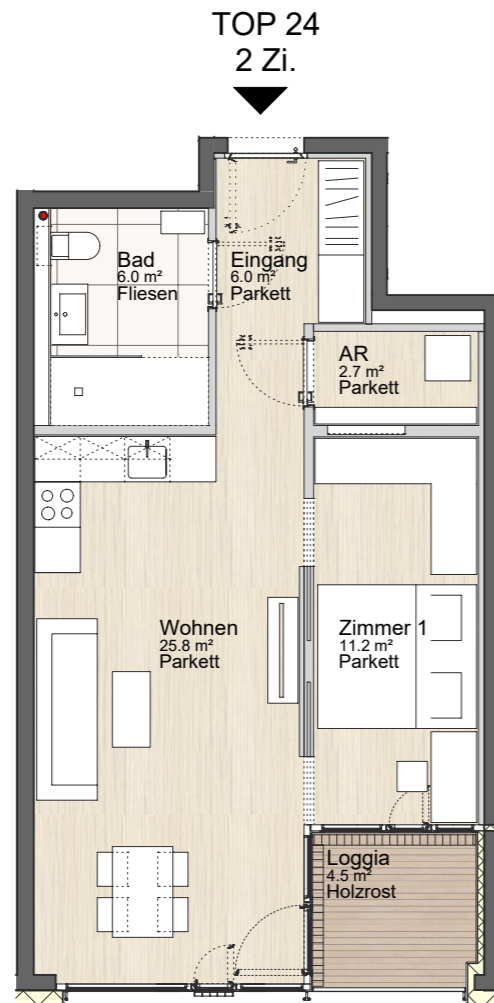 TOP 24
2 Zi.
Bad
6.0 m²
Fliesen
Eingang
6.0 m²
Parkett
AR
2.7 m²
Parkett
Wohnen
25.8 m²
Parkett
Zimmer 1
11.2 m²
Parkett
Loggia
4.5 m²
Holzrost